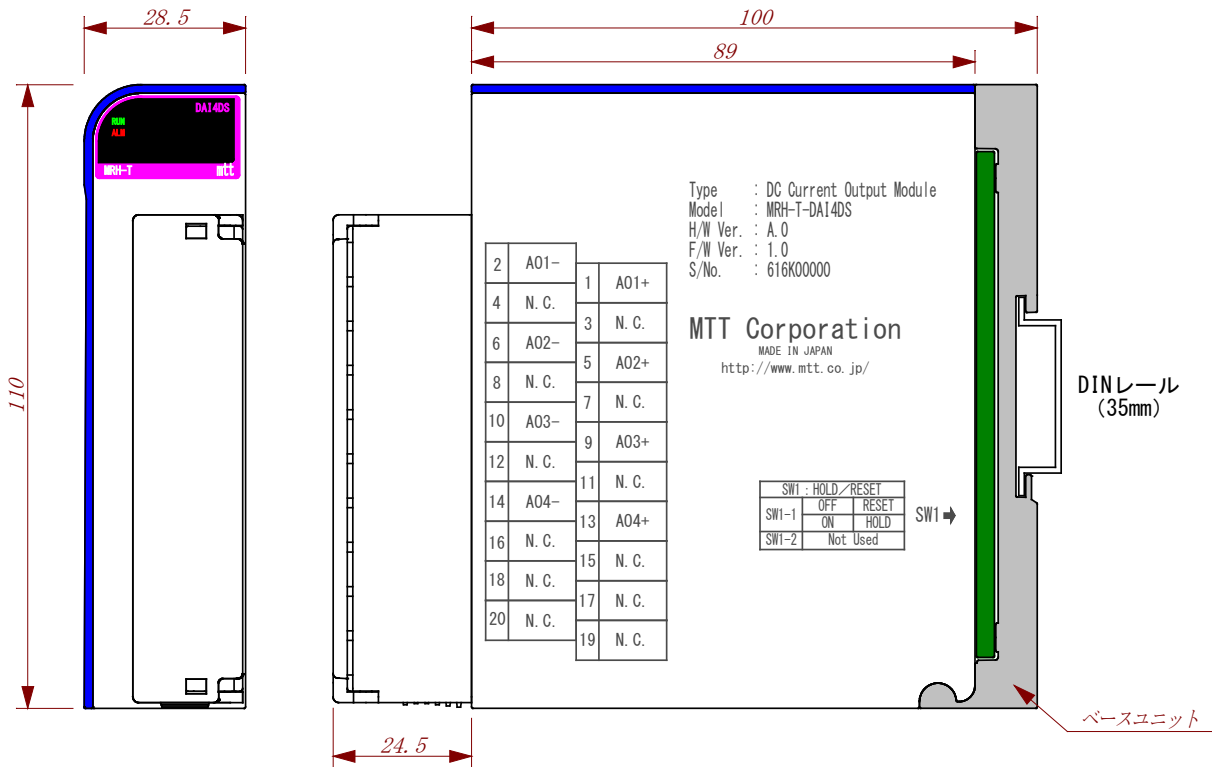 28.5
100
89
110
24.5
DAI4DS
RUN
ALM
MRH-T mtt
Type : DC Current Output Module
Model : MRH-T-DAI4DS
H/W Ver. : A.0
F/W Ver. : 1.0
S/No. : 616K00000
MTT Corporation
MADE IN JAPAN
http://www.mtt.co.jp/
2 AO1-
1 AO1+
4 N.C.
3 N.C.
6 AO2-
5 AO2+
8 N.C.
7 N.C.
10 AO3-
9 AO3+
12 N.C.
11 N.C.
14 AO4-
13 AO4+
16 N.C.
15 N.C.
18 N.C.
17 N.C.
20 N.C.
19 N.C.
SW1 : HOLD/RESET
SW1-1 OFF RESET
ON HOLD
SW1-2 Not Used
SW1➡
DINレール
(35mm)
ベースユニット